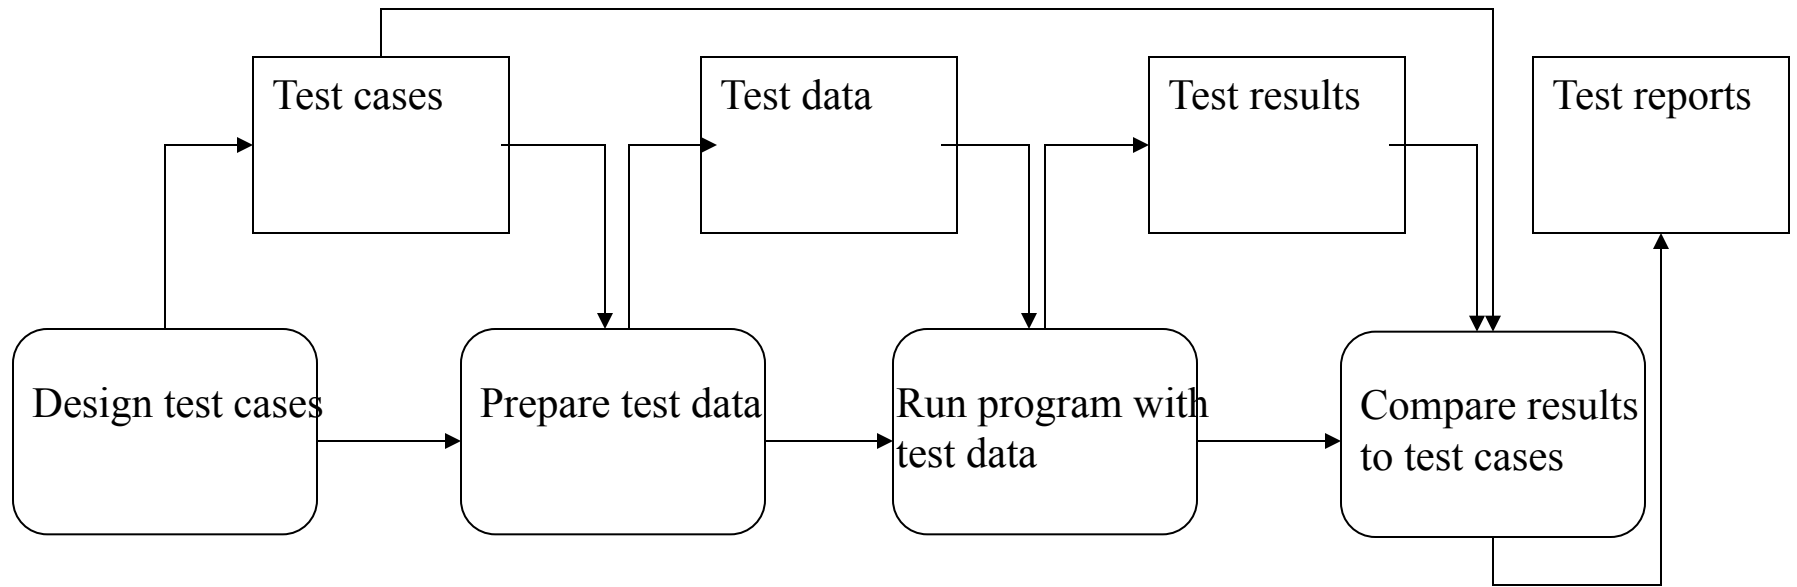 Test cases
Test data
Test results
Test reports
Design test cases
Prepare test data
Run program with
test data
Compare results
to test cases